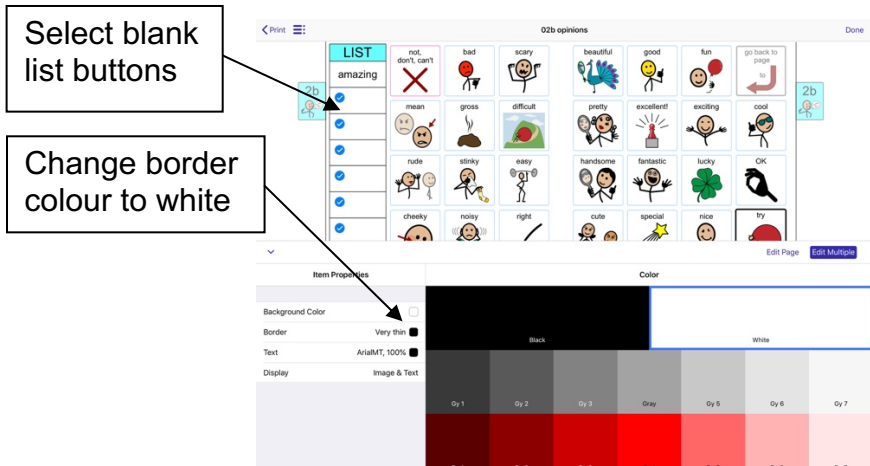 Select blank
list buttons
Change border
colour to white
Print
02b opinions
Done
2b
LIST
amazing
not,
don't, can't
bad
scary
beautiful
good
fun
go back to
page
to
2b
mean
gross
difficult
pretty
excellent!
exciting
cool
rude
stinky
easy
handsome
fantastic
lucky
OK
cheeky
noisy
right
cute
special
nice
try
Edit Page
Edit Multiple
Item Properties
Color
Background Color
Border
Very thin
Text
ArialMT, 100%
Display
Image & Text
Black
White
Gy 1
Gy 2
Gy 3
Gray
Gy 5
Gy 6
Gy 7